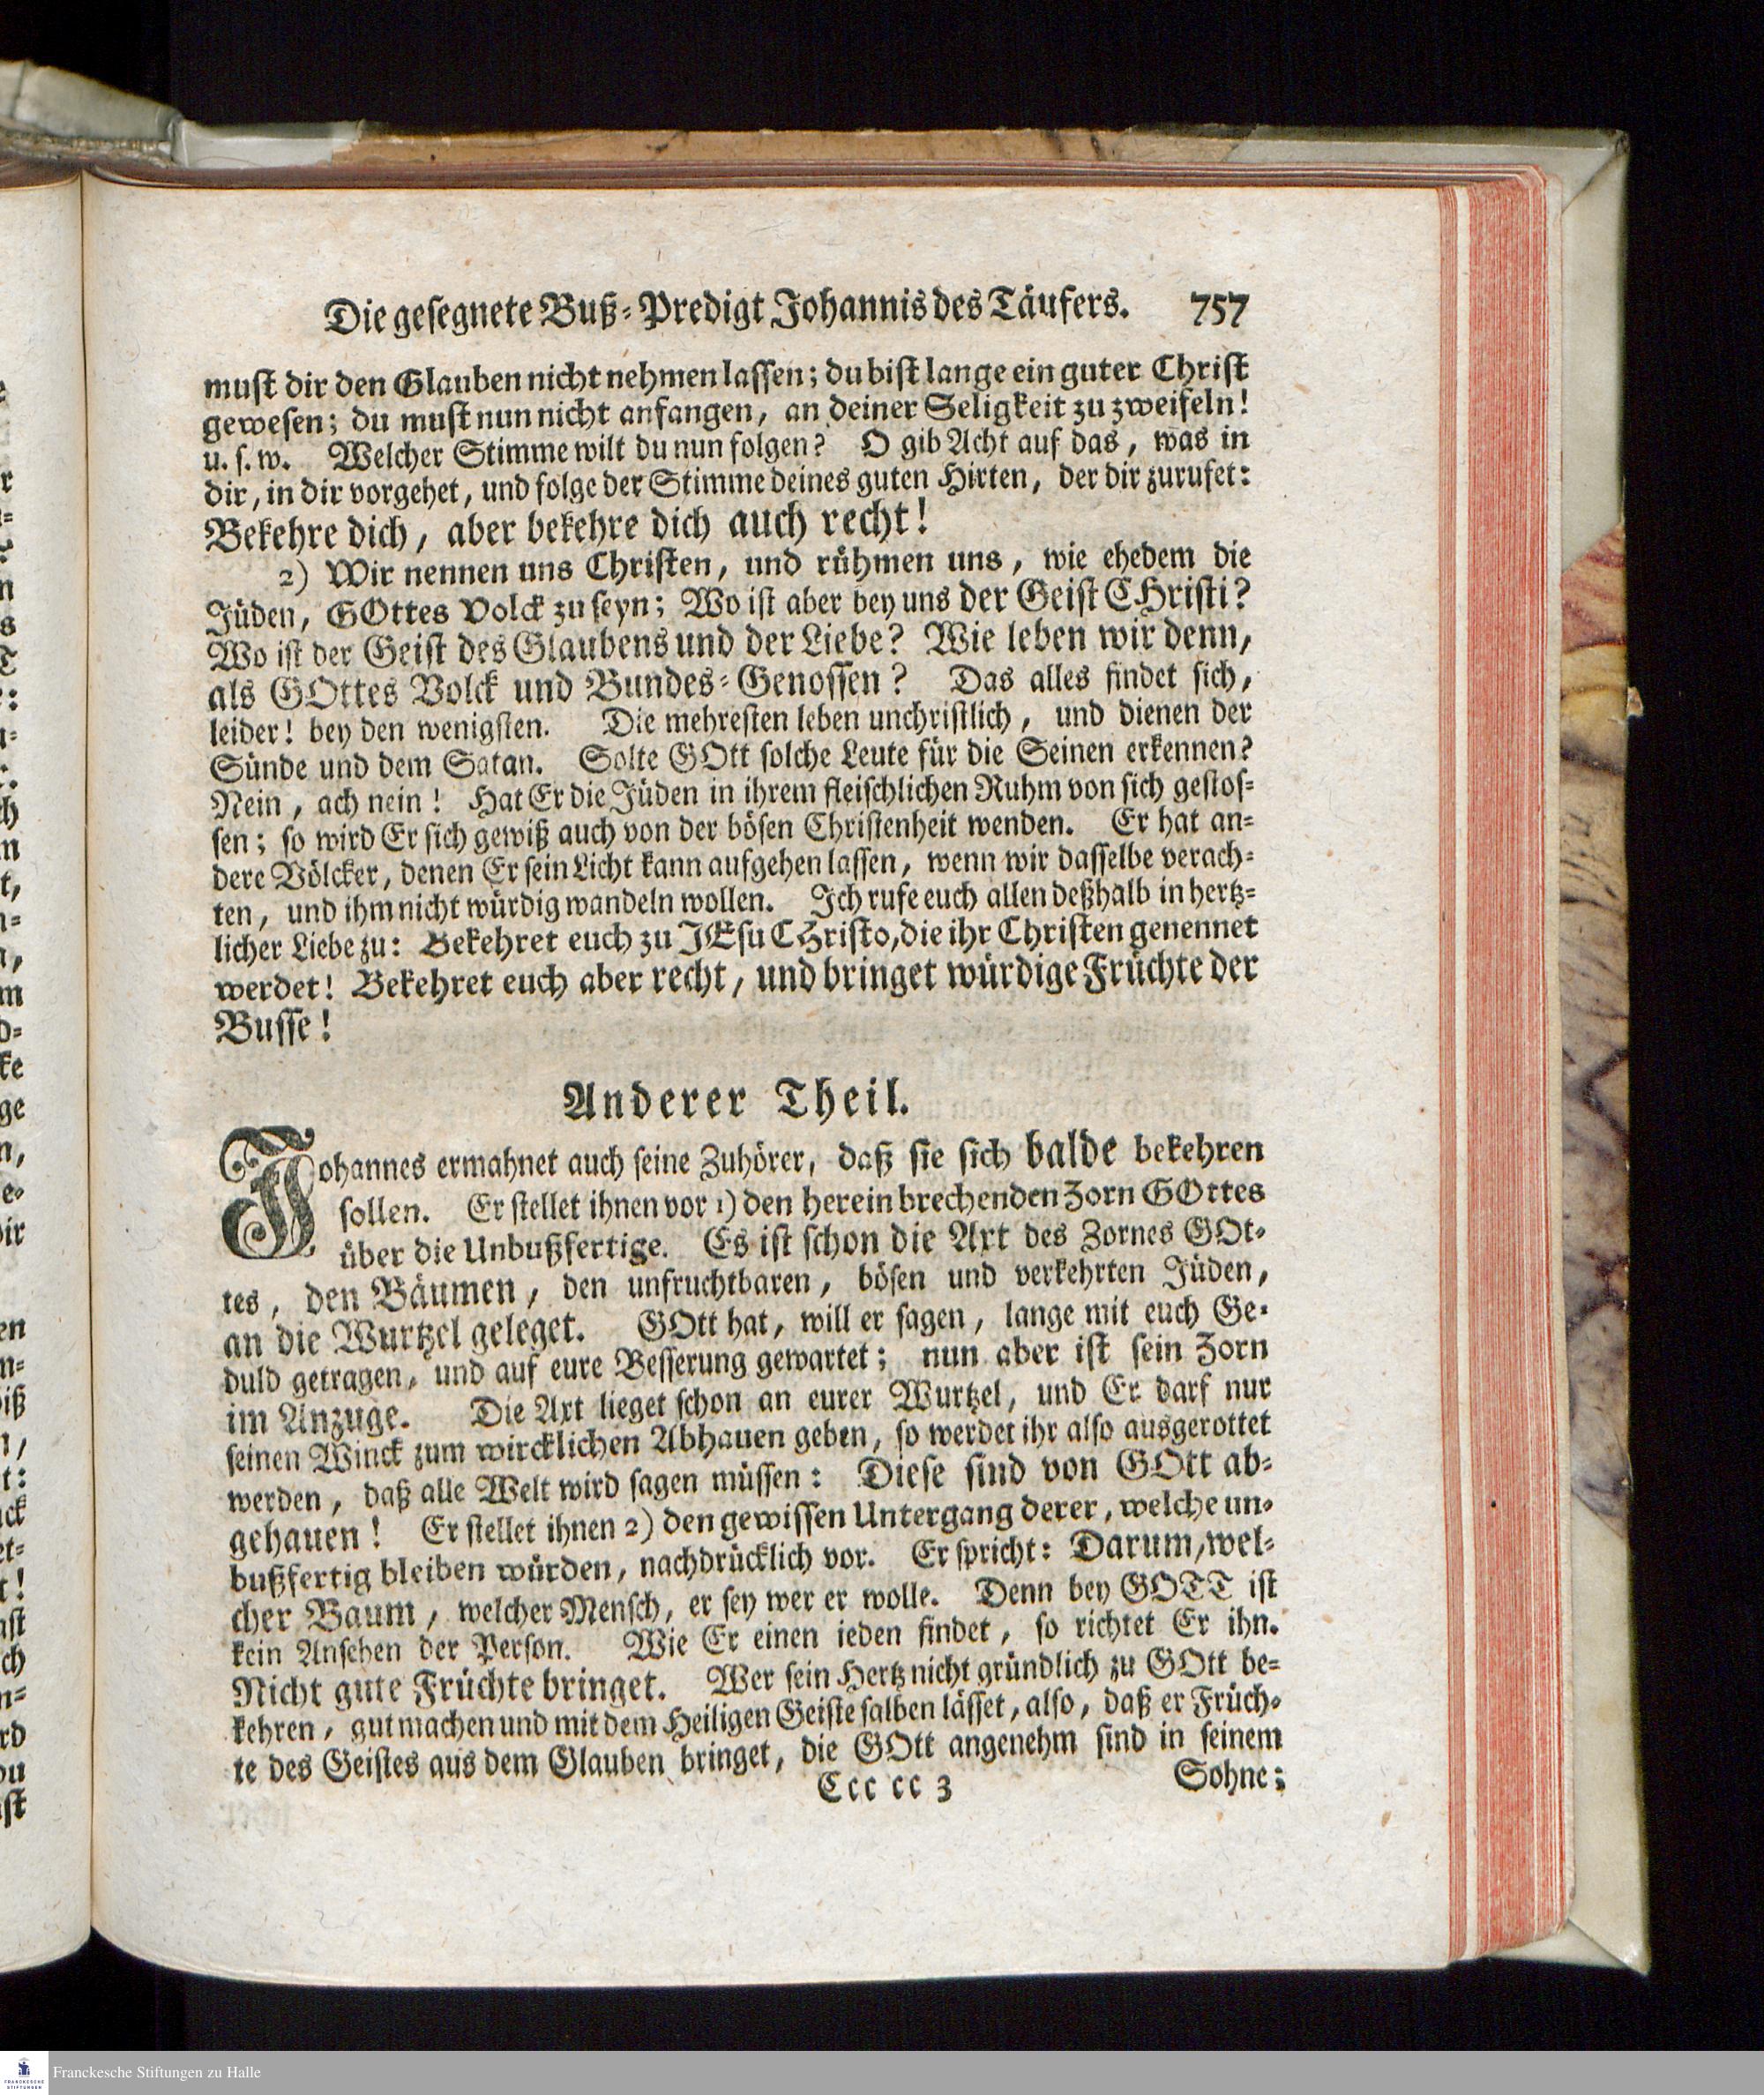 Die gesegnete Buß-Predigt Johannis des Täufers. 757
must dir den Glauben nicht nehmen lassen; du bist lange ein guter Christ
gewesen; du must nun nicht anfangen, an deiner Seligkeit zu zweifeln!
u. s. w. Welcher Stimme wilt du nun folgen? O gib Acht auf das, was in
dir, in dir vorgehet, und folge der Stimme deines guten Hirten, der dir zurufet:
Bekehre dich, aber bekehre dich auch recht!
2) Wir nennen uns Christen, und rühmen uns, wie ehedem die
Jüden, GOttes Volck zu seyn; Wo ist aber bey uns der Geist CHristi?
Wo ist der Geist des Glaubens und der Liebe? Wie leben wir denn,
als GOttes Volck und Bundes-Genossen? Das alles findet sich,
leider! bey den wenigsten. Die mehresten leben unchristlich, und dienen der
Sünde und dem Satan. Solte GOtt solche Leute für die Seinen erkennen?
Nein, ach nein! Hat Er die Jüden in ihrem fleischlichen Ruhm von sich gestos-
sen; so wird Er sich gewiß auch von der bösen Christenheit wenden. Er hat an-
dere Völcker, denen Er sein Licht kann aufgehen lassen, wenn wir dasselbe verach-
ten, und ihm nicht würdig wandeln wollen. Ich rufe euch allen deßhalb in hertz-
licher Liebe zu: Bekehret euch zu JEsu CHristo, die ihr Christen genennet
werdet! Bekehret euch aber recht, und bringet würdige Früchte der
Busse!
Anderer Theil.
Johannes ermahnet auch seine Zuhörer, daß sie sich balde bekehren
sollen. Er stellet ihnen vor 1) den herein brechenden Zorn GOttes
über die Unbußfertige. Es ist schon die Axt des Zornes GOt-
tes, den Bäumen, den unfruchtbaren, bösen und verkehrten Jüden,
an die Wurtzel geleget. GOtt hat, will er sagen, lange mit euch Ge-
duld getragen, und auf eure Besserung gewartet; nun aber ist sein Zorn
im Anzuge. Die Axt lieget schon an eurer Wurtzel, und Er darf nur
seinen Winck zum wircklichen Abhauen geben, so werdet ihr also ausgerottet
werden, daß alle Welt wird sagen müssen: Diese sind von GOtt ab-
gehauen! Er stellet ihnen 2) den gewissen Untergang derer, welche un-
bußfertig bleiben würden, nachdrücklich vor. Er spricht: Darum, wel-
cher Baum, welcher Mensch, er sey wer er wolle. Denn bey GOTT ist
kein Ansehen der Person. Wie Er einen ieden findet, so richtet Er ihn.
Nicht gute Früchte bringet. Wer sein Hertz nicht gründlich zu GOtt be-
kehren, gut machen und mit dem Heiligen Geiste salben lässet, also, daß er Früch-
te des Geistes aus dem Glauben bringet, die GOtt angenehm sind in seinem
Ccc cc 3 Sohne;
Franckesche Stiftungen zu Halle